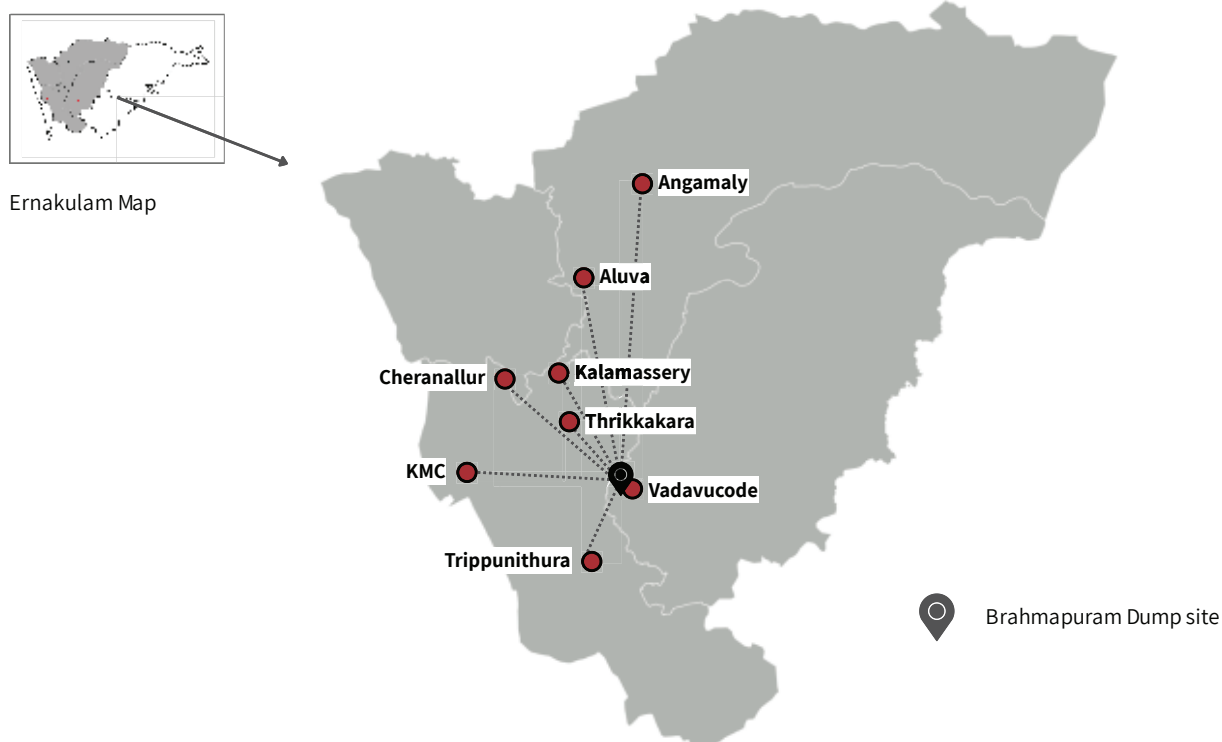 Ernakulam Map
Angamaly
Aluva
Kalamassery
Cheranallur
Thrikkakara
KMC
Vadavucode
Trippunithura
Brahmapuram Dump site